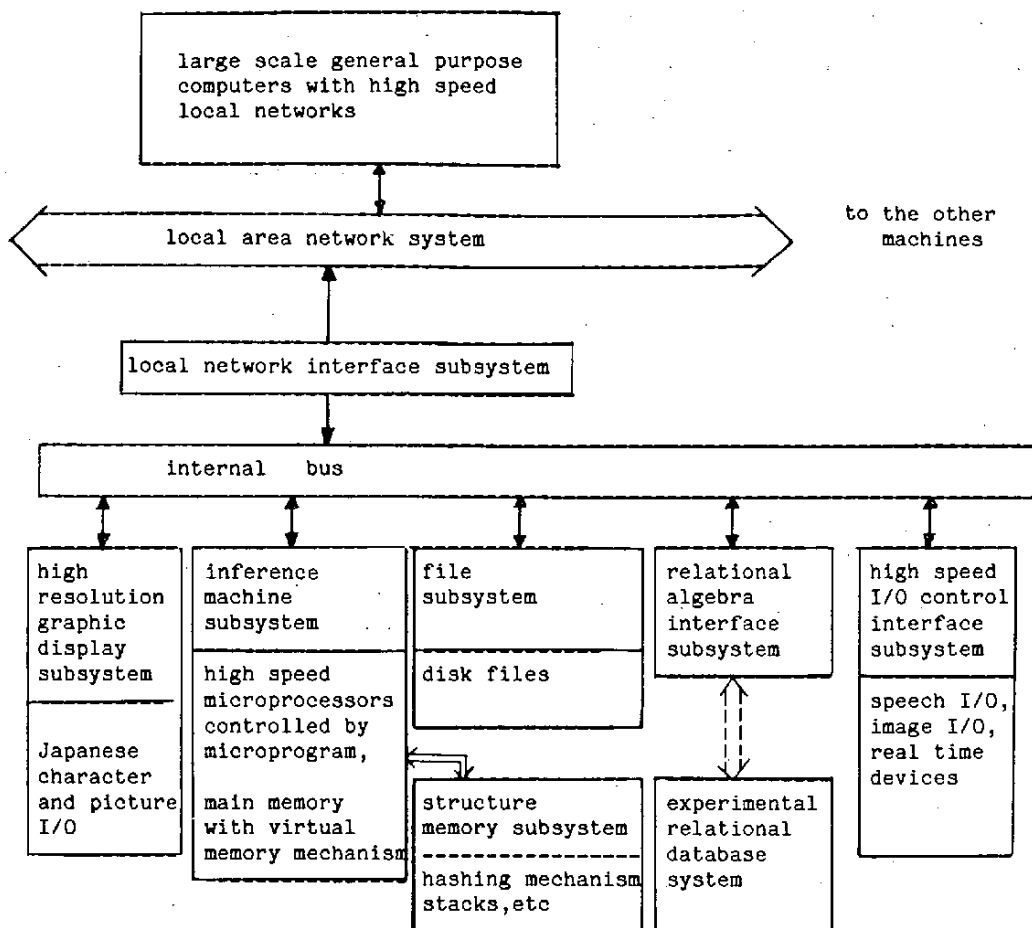 large scale general purpose
computers with high speed
local networks
local area network system
to the other
machines
local network interface subsystem
internal bus
high
resolution
graphic
display
subsystem
Japanese
character
and picture
I/O
inference
machine
subsystem
high speed
microprocessors
controlled by
microprogram,
main memory
with virtual
memory mechanism
file
subsystem
disk files
structure
memory subsystem
hashing mechanism
stacks,etc
relational
algebra
interface
subsystem
experimental
relational
database
system
high speed
I/O control
interface
subsystem
speech I/O,
image I/O,
real time
devices